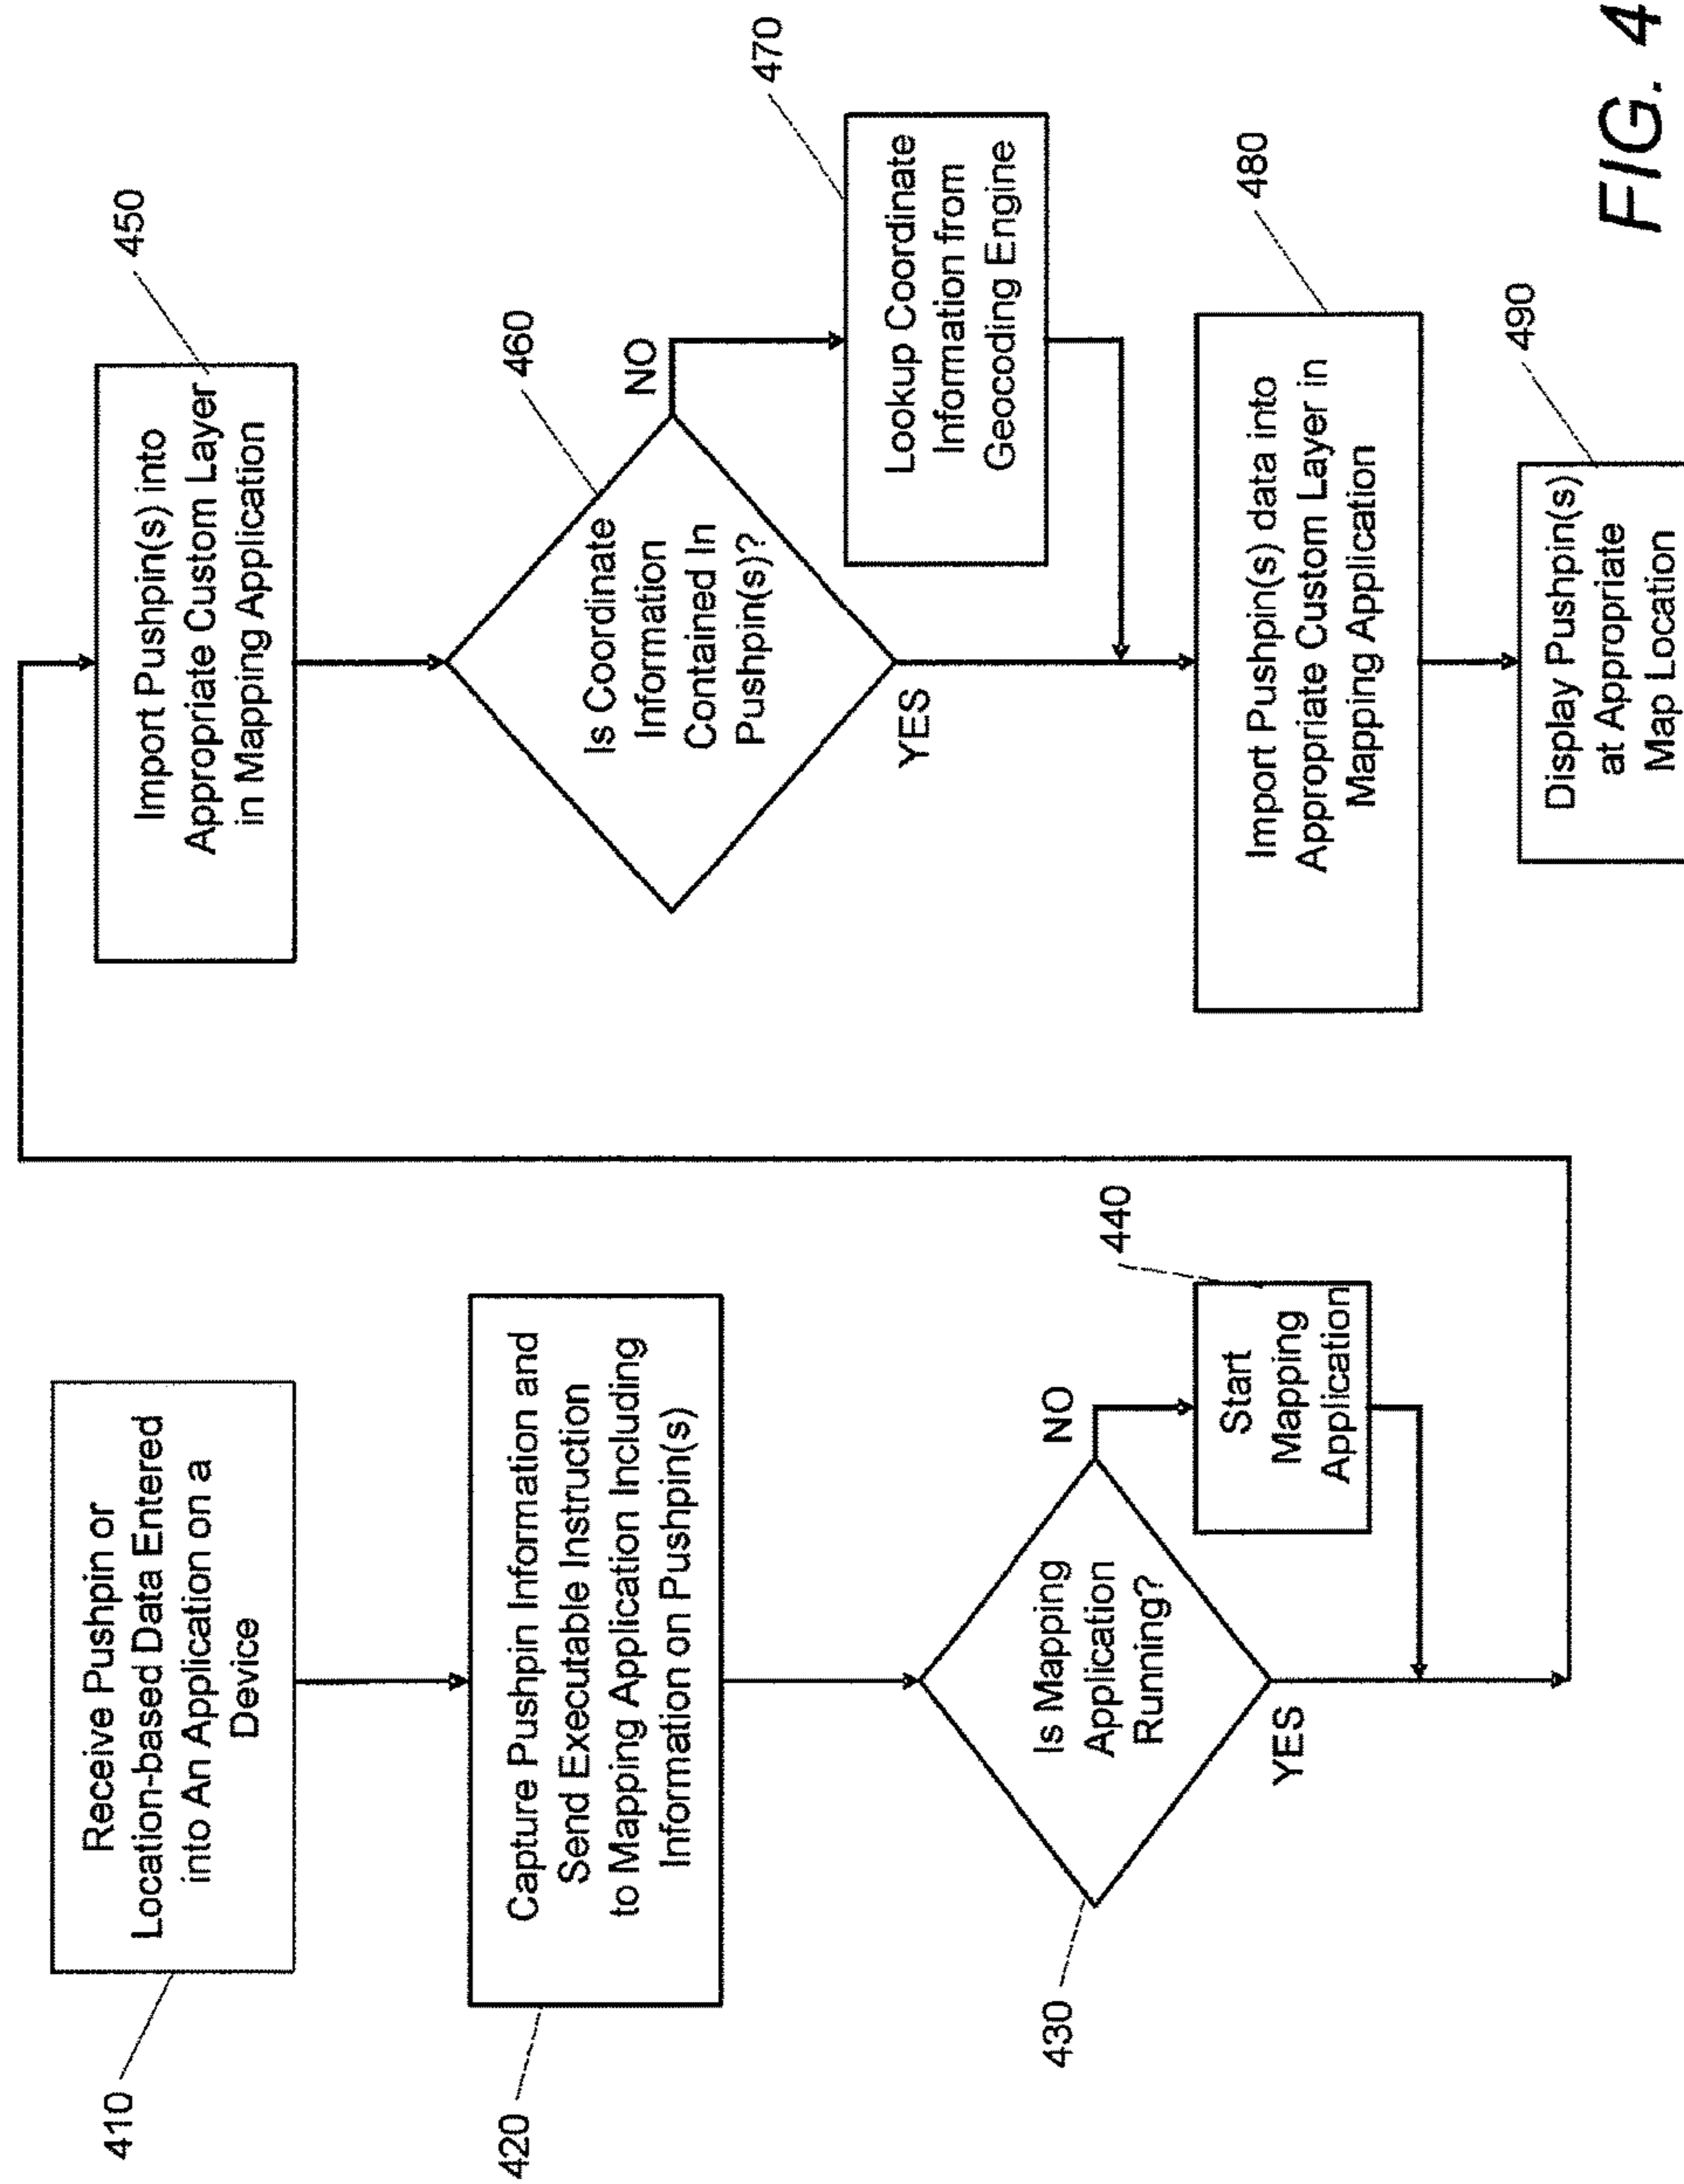 410
Receive Pushpin or
Location-based Data Entered
into An Application on a
Device
420
Capture Pushpin Information and
Send Executable Instruction
to Mapping Application Including
Information on Pushpin(s)
430
Is Mapping
Application
Running?
NO
YES
440
Start
Mapping
Application
450
Import Pushpin(s) into
Appropriate Custom Layer
in Mapping Application
460
Is Coordinate
Information
Contained In
Pushpin(s)?
NO
YES
470
Lookup Coordinate
Information from
Geocoding Engine
480
Import Pushpin(s) data into
Appropriate Custom Layer in
Mapping Application
490
Display Pushpin(s)
at Appropriate
Map Location
FIG. 4